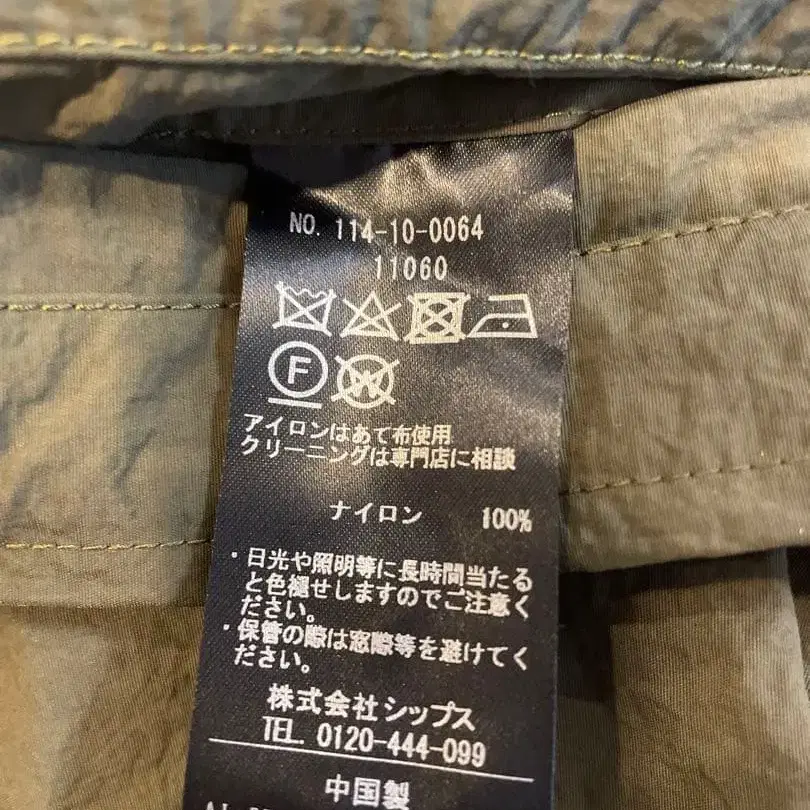 NO. 114-10-0064
11060
F
W
アイロンはあて布使用
クリーニングは専門店に相談
ナイロン 100%
・日光や照明等に長時間当たる
と色褪せしますのでご注意く
ださい。
・保管の際は窓際等を避けてく
ださい。
株式会社シップス
TEL. 0120-444-099
中国製